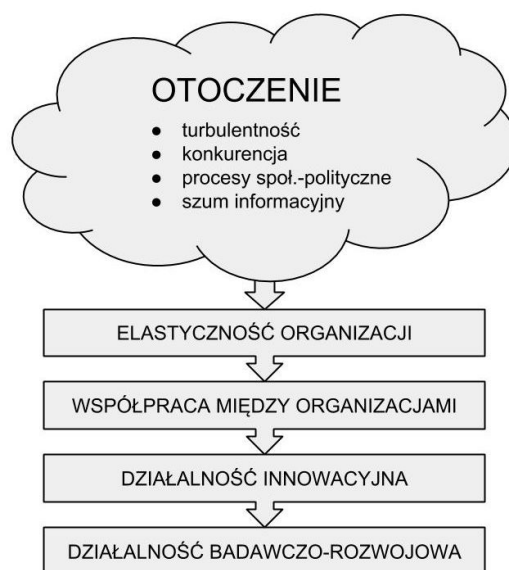 OTOCZENIE
● turbulentność
● konkurencja
● procesy społ.-polityczne
● szum informacyjny
ELASTYCZNOŚĆ ORGANIZACJI
WSPÓŁPRACA MIĘDZY ORGANIZACJAMI
DZIAŁALNOŚĆ INNOWACYJNA
DZIAŁALNOŚĆ BADAWCZO-ROZWOJOWA